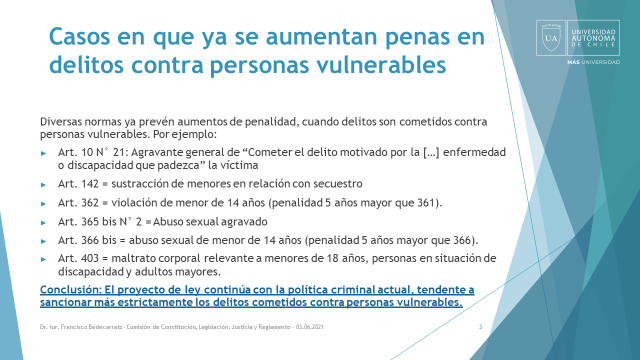 Casos en que ya se aumentan penas en
delitos contra personas vulnerables
UA
UNIVERSIDAD
AUTÓNOMA
DE CHILE
MÁS UNIVERSIDAD
Diversas normas ya prevén aumentos de penalidad, cuando delitos son cometidos contra
personas vulnerables. Por ejemplo:
► Art. 10 N° 21: Agravante general de “Cometer el delito motivado por la […] enfermedad
o discapacidad que padezca” la víctima
► Art. 142 = sustracción de menores en relación con secuestro
► Art. 362 = violación de menor de 14 años (penalidad 5 años mayor que 361).
► Art. 365 bis N° 2 = Abuso sexual agravado
► Art. 366 bis = abuso sexual de menor de 14 años (penalidad 5 años mayor que 366).
► Art. 403 = maltrato corporal relevante a menores de 18 años, personas en situación de
discapacidad y adultos mayores.
Conclusión: El proyecto de ley continúa con la política criminal actual, tendente a
sancionar más estrictamente los delitos cometidos contra personas vulnerables.
Dr. iur. Francisco Bedecarratz- Comisión de Constitución, Legislación, Justicia y Reglamento - 03.06.2021
3